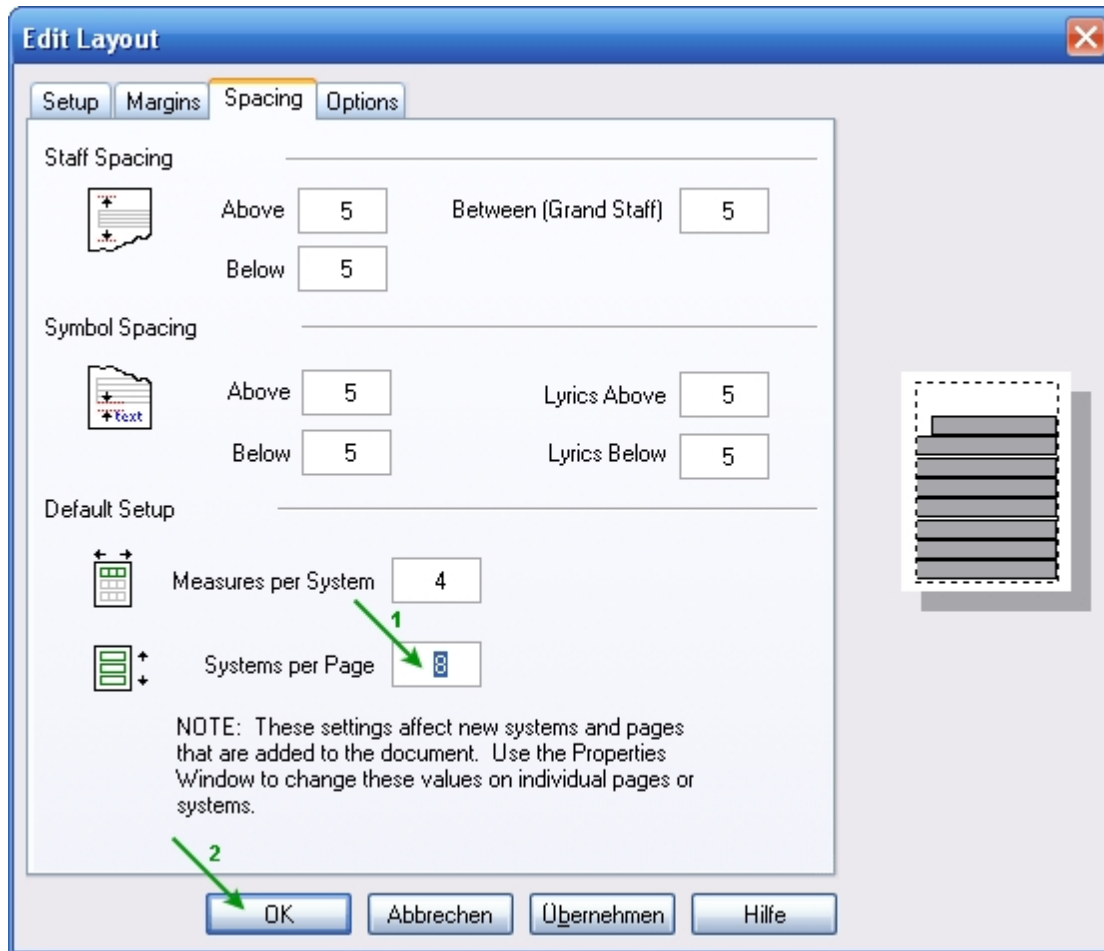 Edit Layout
Setup Margins Spacing Options
Staff Spacing
Above 5 Between (Grand Staff) 5
Below 5
Symbol Spacing
text
Above 5 Lyrics Above 5
Below 5 Lyrics Below 5
Default Setup
Measures per System 4
1
Systems per Page 8
NOTE: These settings affect new systems and pages
that are added to the document. Use the Properties
Window to change these values on individual pages or
systems.
2
OK Abbrechen Übernehmen Hilfe